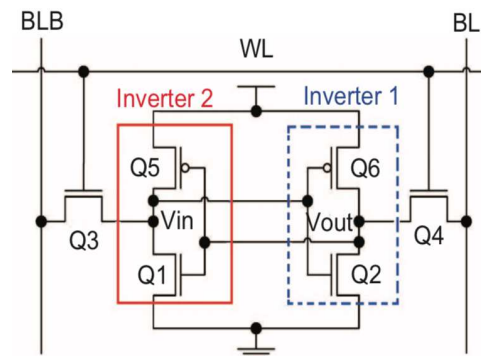 BLB
BL
WL
Inverter 2
Inverter 1
Q5
Q6
Vin
Vout
Q3
Q4
Q1
Q2